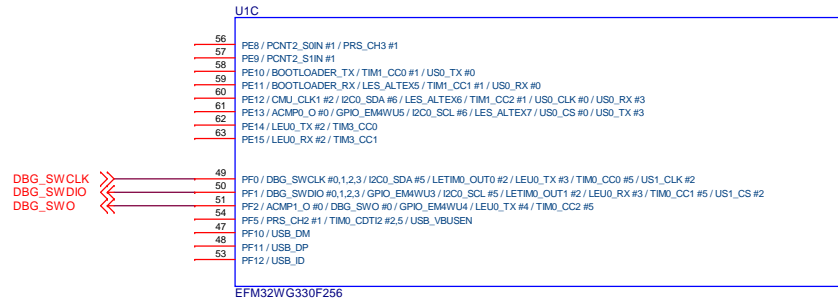 U1C
56 PE8 / PCNT2_S0IN #1 / PRS_CH3 #1
57 PE9 / PCNT2_S1IN #1
58 PE10 / BOOTLOADER_TX / TIM1_CC0 #1 / US0_TX #0
59 PE11 / BOOTLOADER_RX / LES_ALTEX5 / TIM1_CC1 #1 / US0_RX #0
60 PE12 / CMU_CLK1 #2 / I2C0_SDA #6 / LES_ALTEX6 / TIM1_CC2 #1 / US0_CLK #0 / US0_RX #3
61 PE13 / ACMP0_O #0 / GPIO_EM4WU5 / I2C0_SCL #6 / LES_ALTEX7 / US0_CS #0 / US0_TX #3
62 PE14 / LEU0_TX #2 / TIM3_CC0
63 PE15 / LEU0_RX #2 / TIM3_CC1
DBG_SWCLK 49 PF0 / DBG_SWCLK #0,1,2,3 / I2C0_SDA #5 / LETIM0_OUT0 #2 / LEU0_TX #3 / TIM0_CC0 #5 / US1_CLK #2
DBG_SWDIO 50 PF1 / DBG_SWDIO #0,1,2,3 / GPIO_EM4WU3 / I2C0_SCL #5 / LETIM0_OUT1 #2 / LEU0_RX #3 / TIM0_CC1 #5 / US1_CS #2
DBG_SWO 51 PF2 / ACMP1_O #0 / DBG_SWO #0 / GPIO_EM4WU4 / LEU0_TX #4 / TIM0_CC2 #5
54 PF5 / PRS_CH2 #1 / TIM0_CDTI2 #2,5 / USB_VBUSEN
47 PF10 / USB_DM
48 PF11 / USB_DP
53 PF12 / USB_ID
EFM32WG330F256